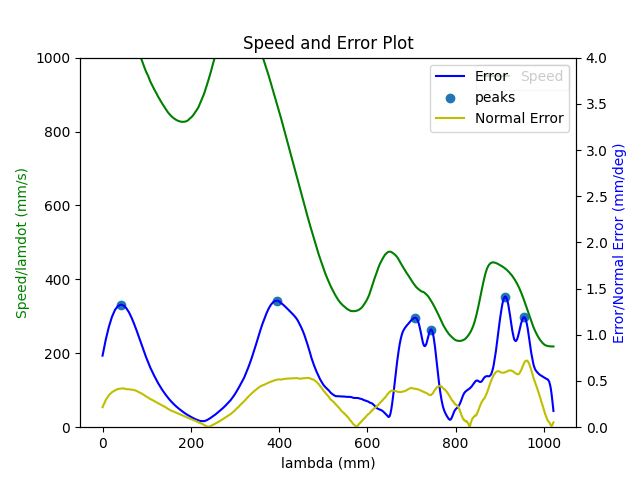 Speed and Error Plot
1000
800
600
400
200
0
4.0
3.5
3.0
2.5
2.0
1.5
1.0
0.5
0.0
0
200
400
600
800
1000
Speed/lamdot (mm/s)
Error/Normal Error (mm/deg)
lambda (mm)
Error
Speed
peaks
Normal Error